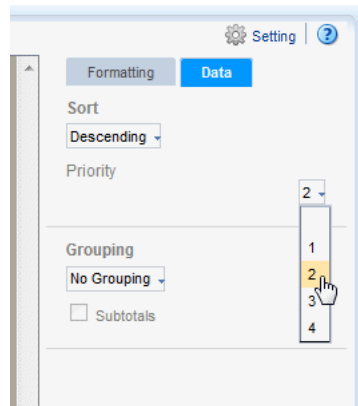 Setting
Formatting Data
Sort
Descending
Priority
2
1
2
3
4
Grouping
No Grouping
Subtotals